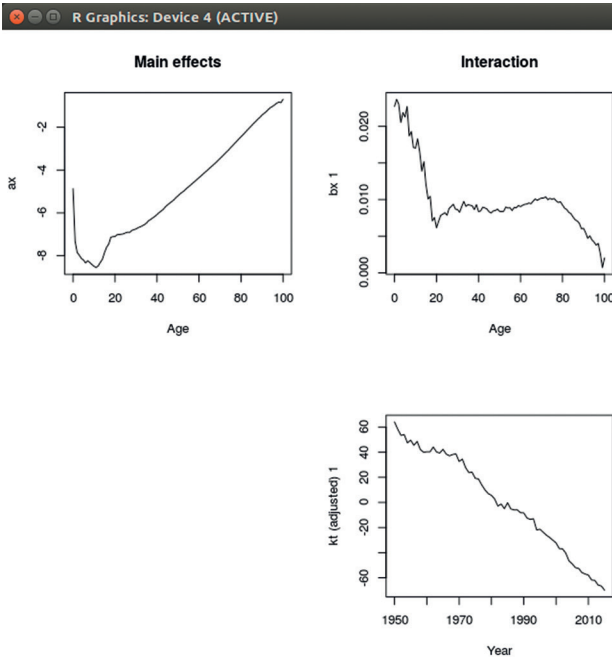 R Graphics: Device 4 (ACTIVE)
Main effects
ax
-2
-4
-6
-8
0 20 40 60 80 100
Age
Interaction
bx 1
0.020
0.010
0.000
0 20 40 60 80 100
Age
kt (adjusted) 1
60
40
20
0
-20
-60
1950 1970 1990 2010
Year